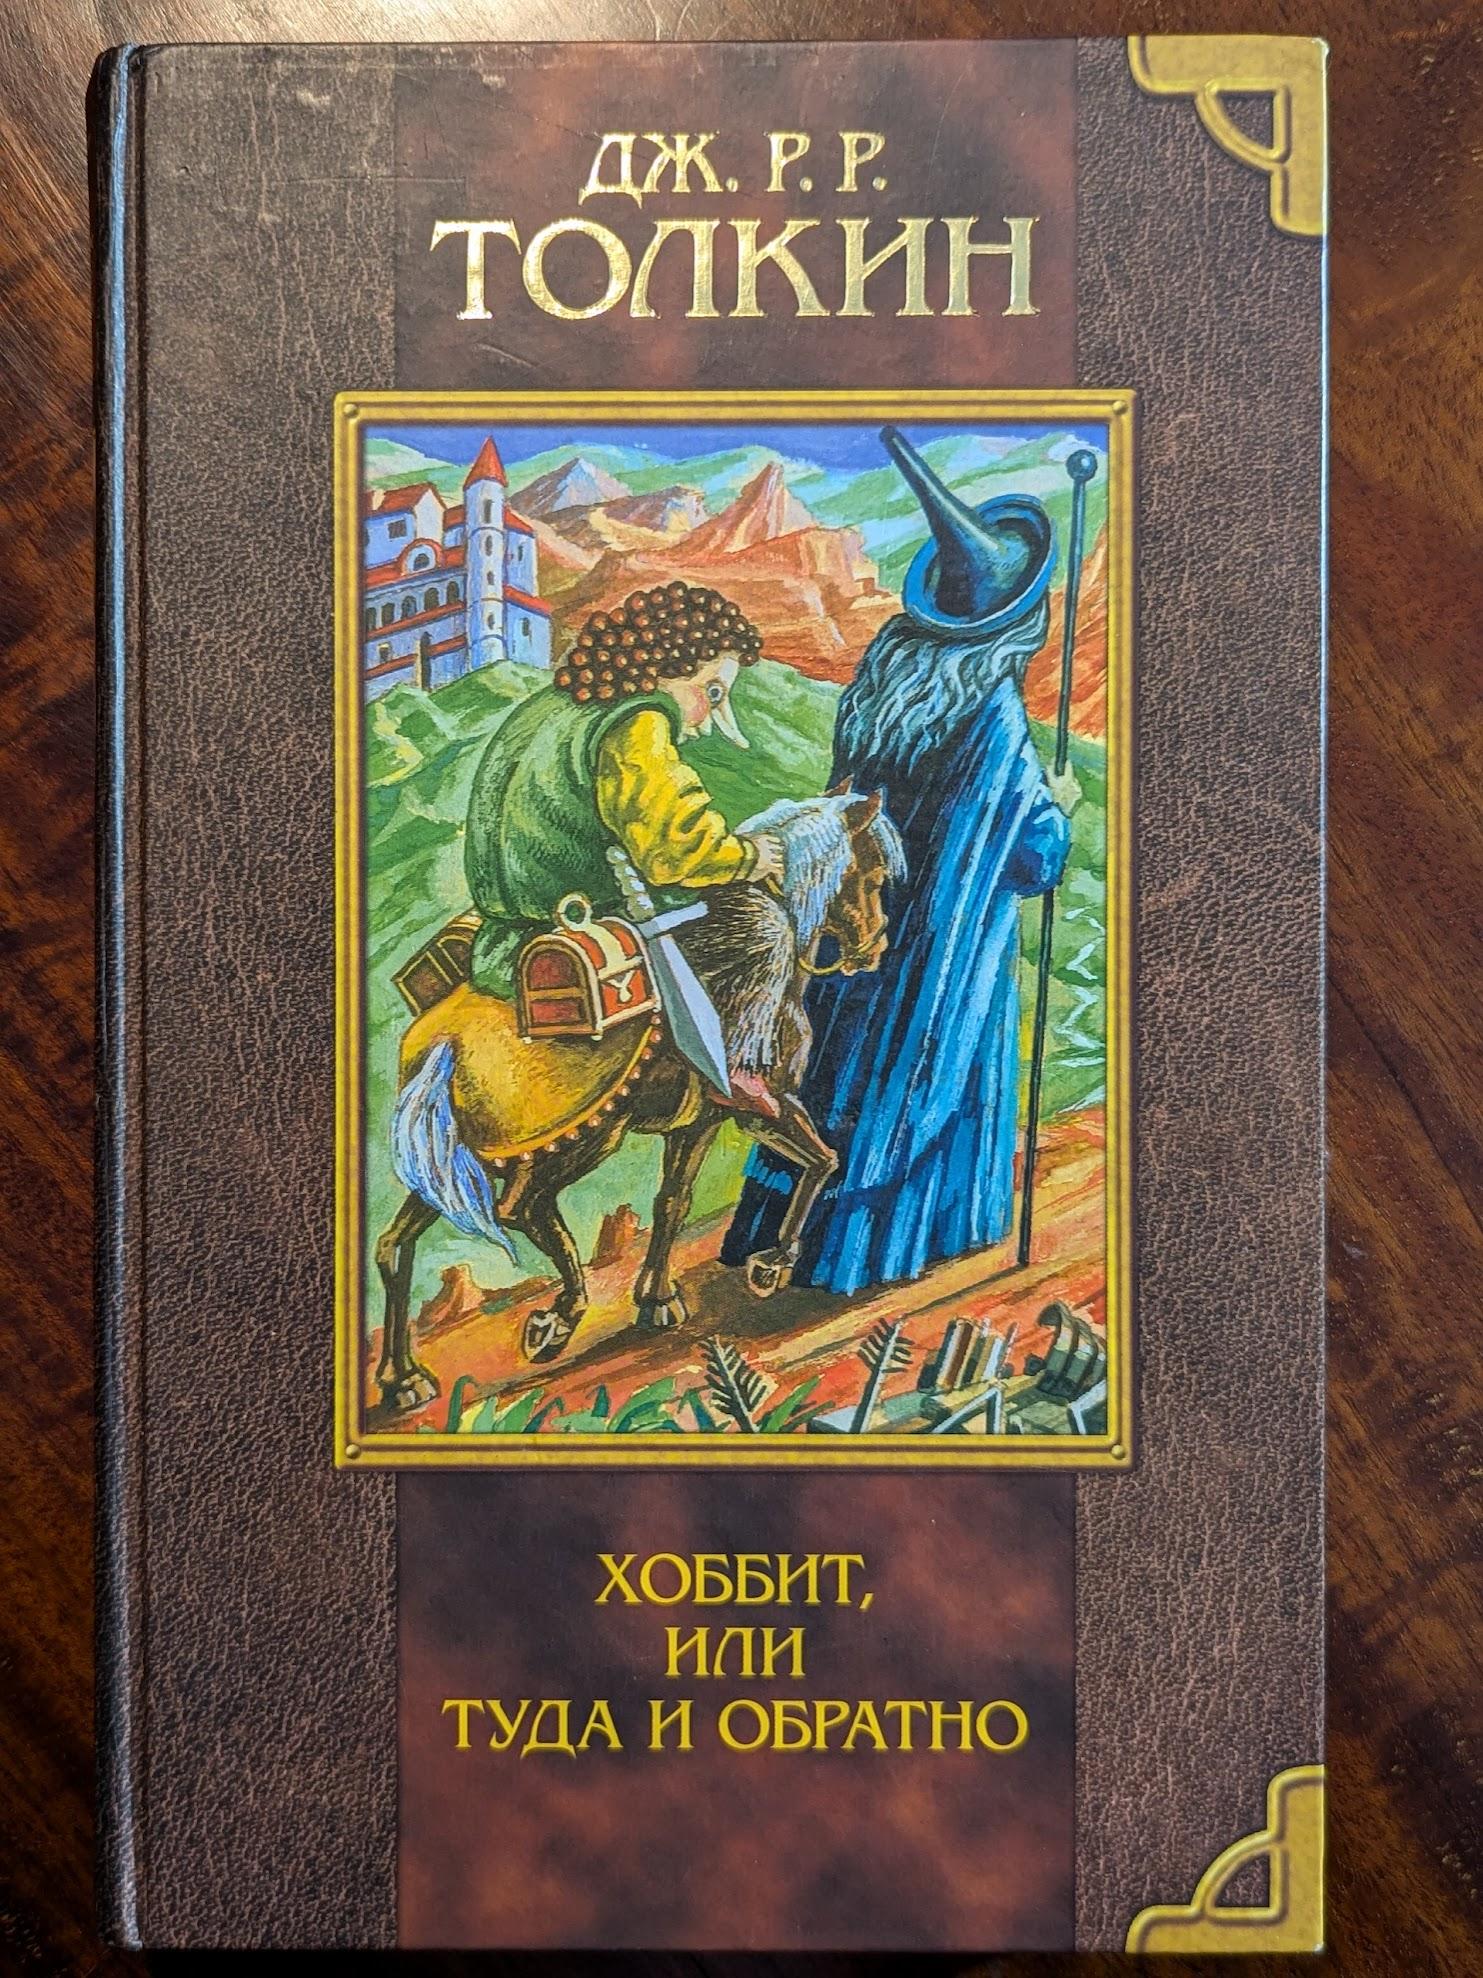 ДЖ. Р. Р.
ТОЛКИН
ХОББИТ,
ИЛИ
ТУДА И ОБРАТНО